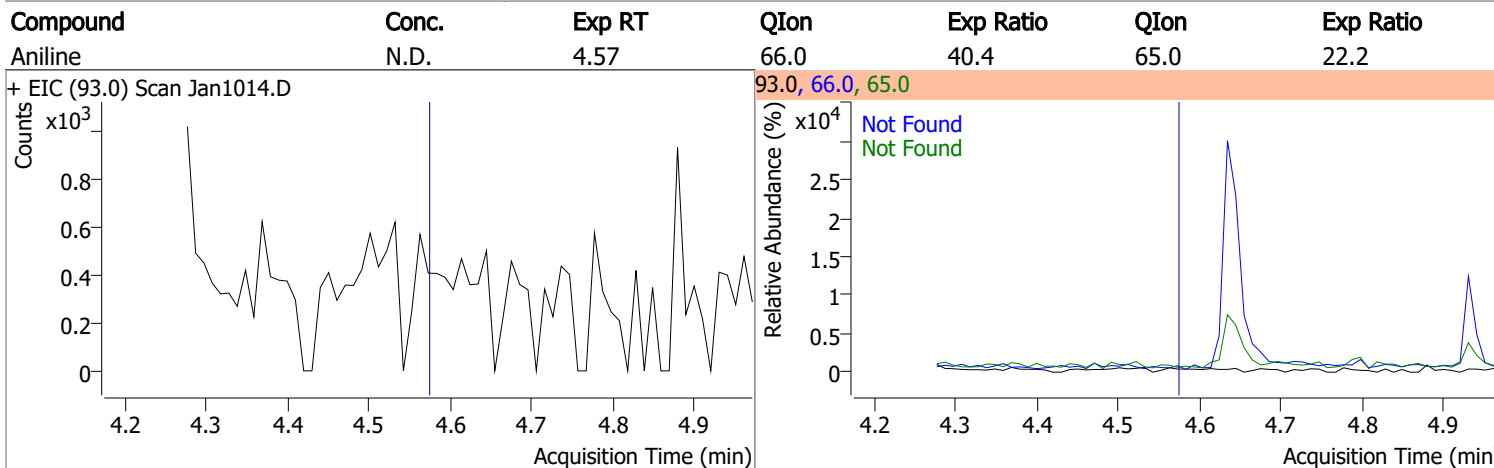 Compound Conc. Exp RT QIon Exp Ratio QIon Exp Ratio
Aniline N.D. 4.57 66.0 40.4 65.0 22.2
+ EIC (93.0) Scan Jan1014.D
Counts
x10³
0.8
0.6
0.4
0.2
0
4.2 4.3 4.4 4.5 4.6 4.7 4.8 4.9
Acquisition Time (min)
93.0, 66.0, 65.0
Relative Abundance (%)
x10⁴
Not Found
Not Found
2.5
2
1.5
1
0.5
0
4.2 4.3 4.4 4.5 4.6 4.7 4.8 4.9
Acquisition Time (min)